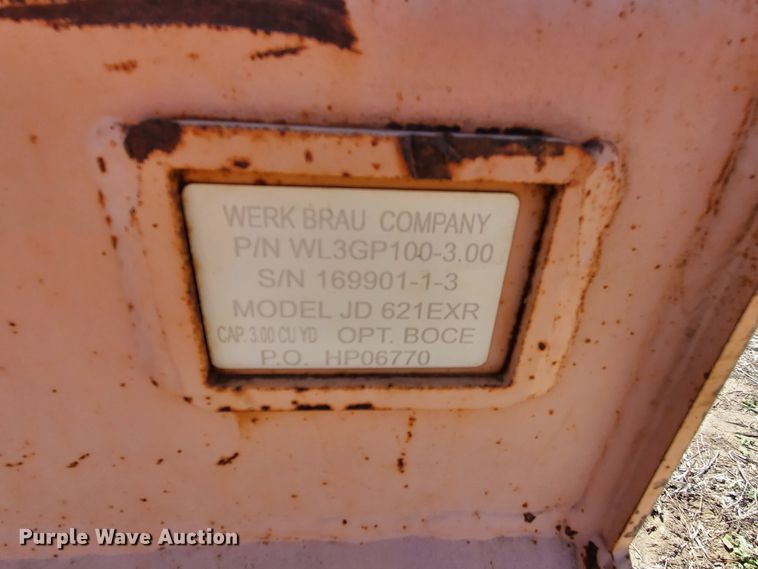 WERK BRAU COMPANY
P/N WL3GP100-3.00
S/N 169901-1-3
MODEL JD 621EXR
CAP. 3.00 CU YD OPT. BOCE
P.O. HP06770
Purple Wave Auction